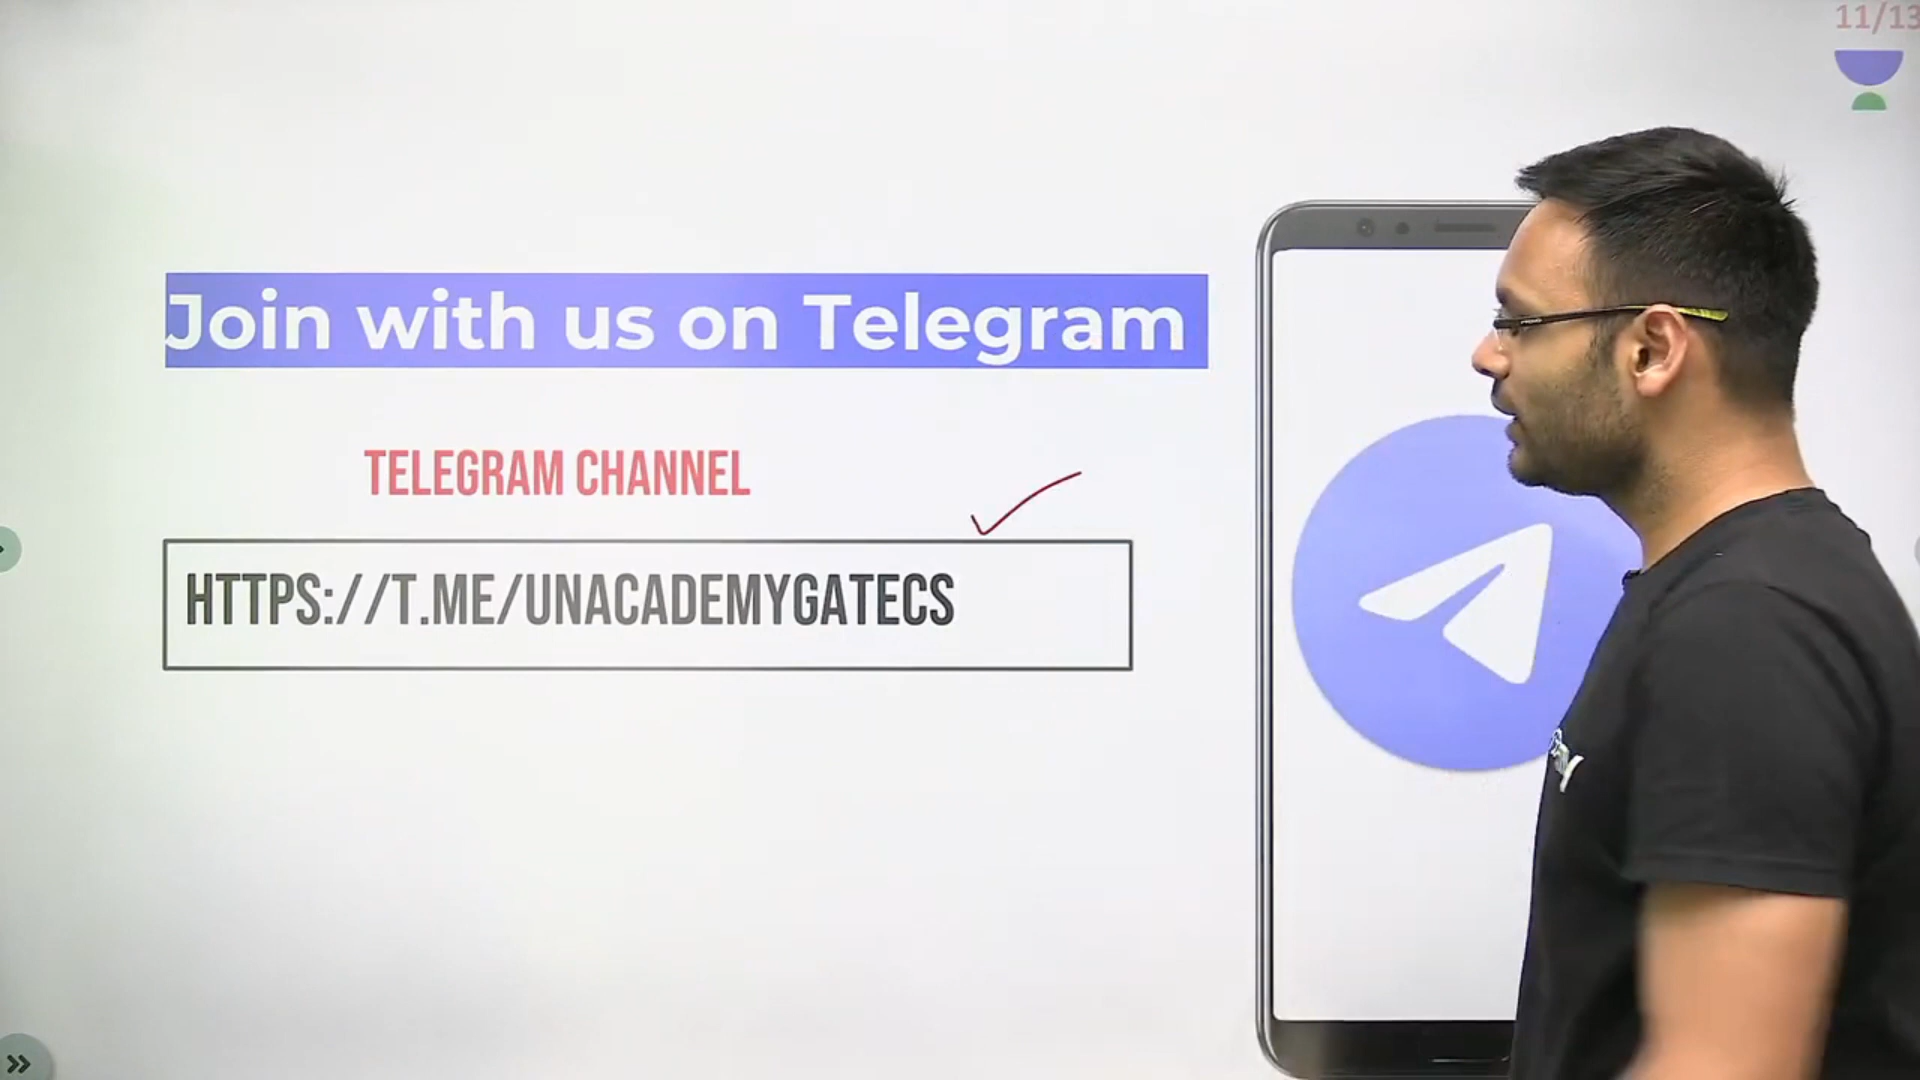 11/13
Join with us on Telegram
TELEGRAM CHANNEL
HTTPS://T.ME/UNACADEMYGATECS